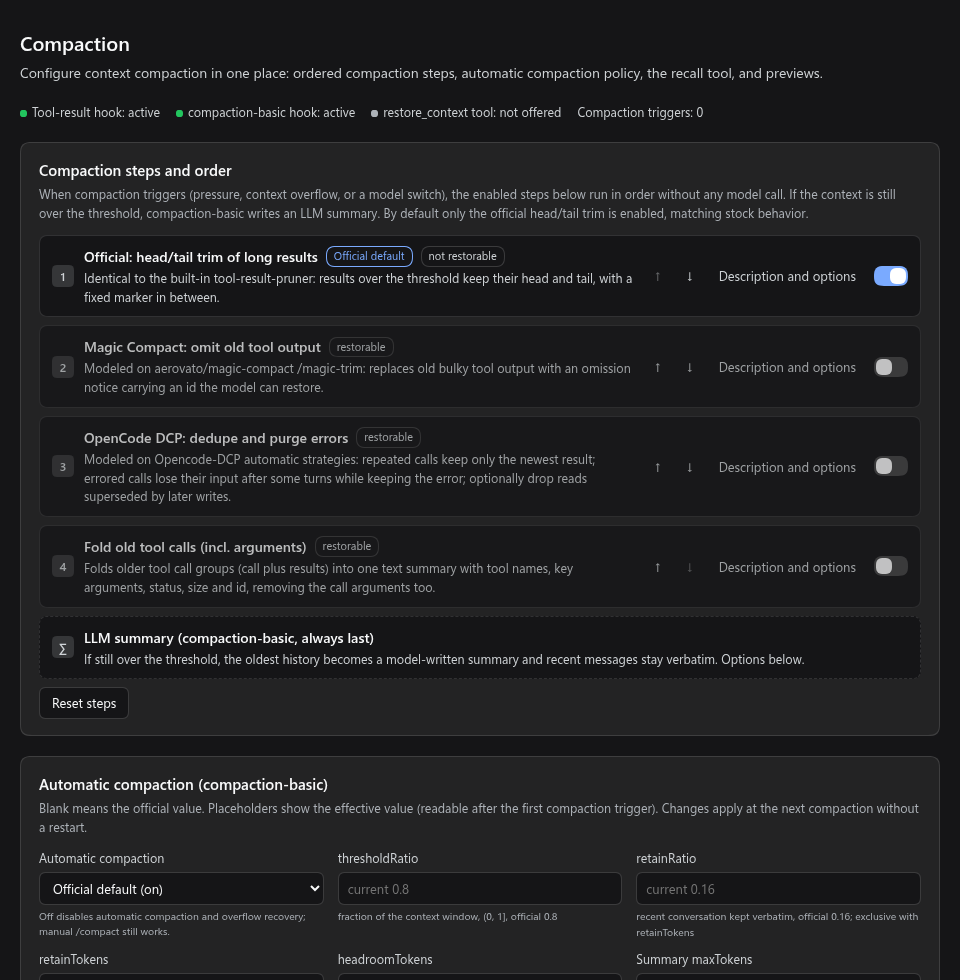 Compaction
Configure context compaction in one place: ordered compaction steps, automatic compaction policy, the recall tool, and previews.
Tool-result hook: active compaction-basic hook: active restore_context tool: not offered Compaction triggers: 0
Compaction steps and order
When compaction triggers (pressure, context overflow, or a model switch), the enabled steps below run in order without any model call. If the context is still
over the threshold, compaction-basic writes an LLM summary. By default only the official head/tail trim is enabled, matching stock behavior.
1
Official: head/tail trim of long results Official default not restorable
Identical to the built-in tool-result-pruner: results over the threshold keep their head and tail, with a
fixed marker in between.
↑ ↓ Description and options
2
Magic Compact: omit old tool output restorable
Modeled on aerovato/magic-compact /magic-trim: replaces old bulky tool output with an omission
notice carrying an id the model can restore.
↑ ↓ Description and options
3
OpenCode DCP: dedupe and purge errors restorable
Modeled on Opencode-DCP automatic strategies: repeated calls keep only the newest result;
errored calls lose their input after some turns while keeping the error; optionally drop reads
superseded by later writes.
↑ ↓ Description and options
4
Fold old tool calls (incl. arguments) restorable
Folds older tool call groups (call plus results) into one text summary with tool names, key
arguments, status, size and id, removing the call arguments too.
↑ ↓ Description and options
∑
LLM summary (compaction-basic, always last)
If still over the threshold, the oldest history becomes a model-written summary and recent messages stay verbatim. Options below.
Reset steps
Automatic compaction (compaction-basic)
Blank means the official value. Placeholders show the effective value (readable after the first compaction trigger). Changes apply at the next compaction without
a restart.
Automatic compaction
Official default (on)
Off disables automatic compaction and overflow recovery;
manual /compact still works.
thresholdRatio
current 0.8
fraction of the context window, (0, 1], official 0.8
retainRatio
current 0.16
recent conversation kept verbatim, official 0.16; exclusive with
retainTokens
retainTokens
headroomTokens
Summary maxTokens